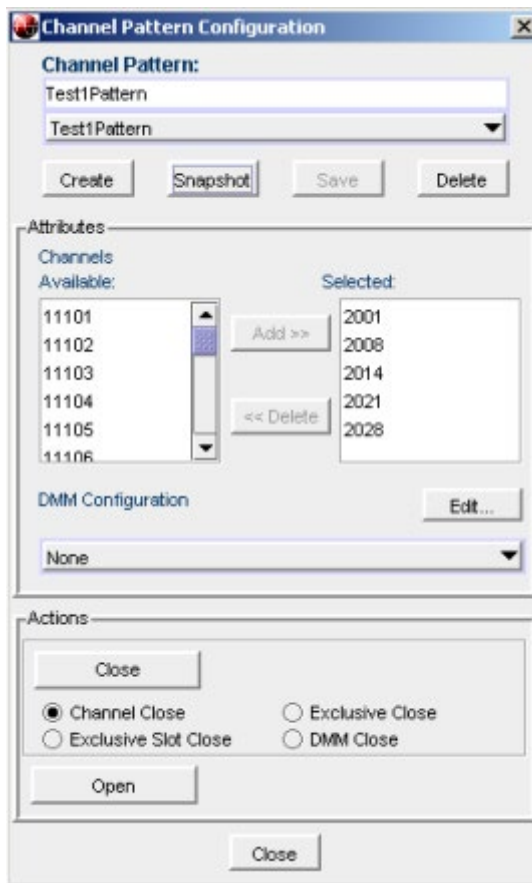 Channel Pattern Configuration
Channel Pattern:
Test1Pattern
Test1Pattern
Create Snapshot Save Delete
Attributes
Channels
Available: Selected:
11101
11102
11103
11104
11105
11106
Add >>
<< Delete
2001
2008
2014
2021
2028
DMM Configuration Edit...
None
Actions
Close
Channel Close Exclusive Close
Exclusive Slot Close DMM Close
Open
Close